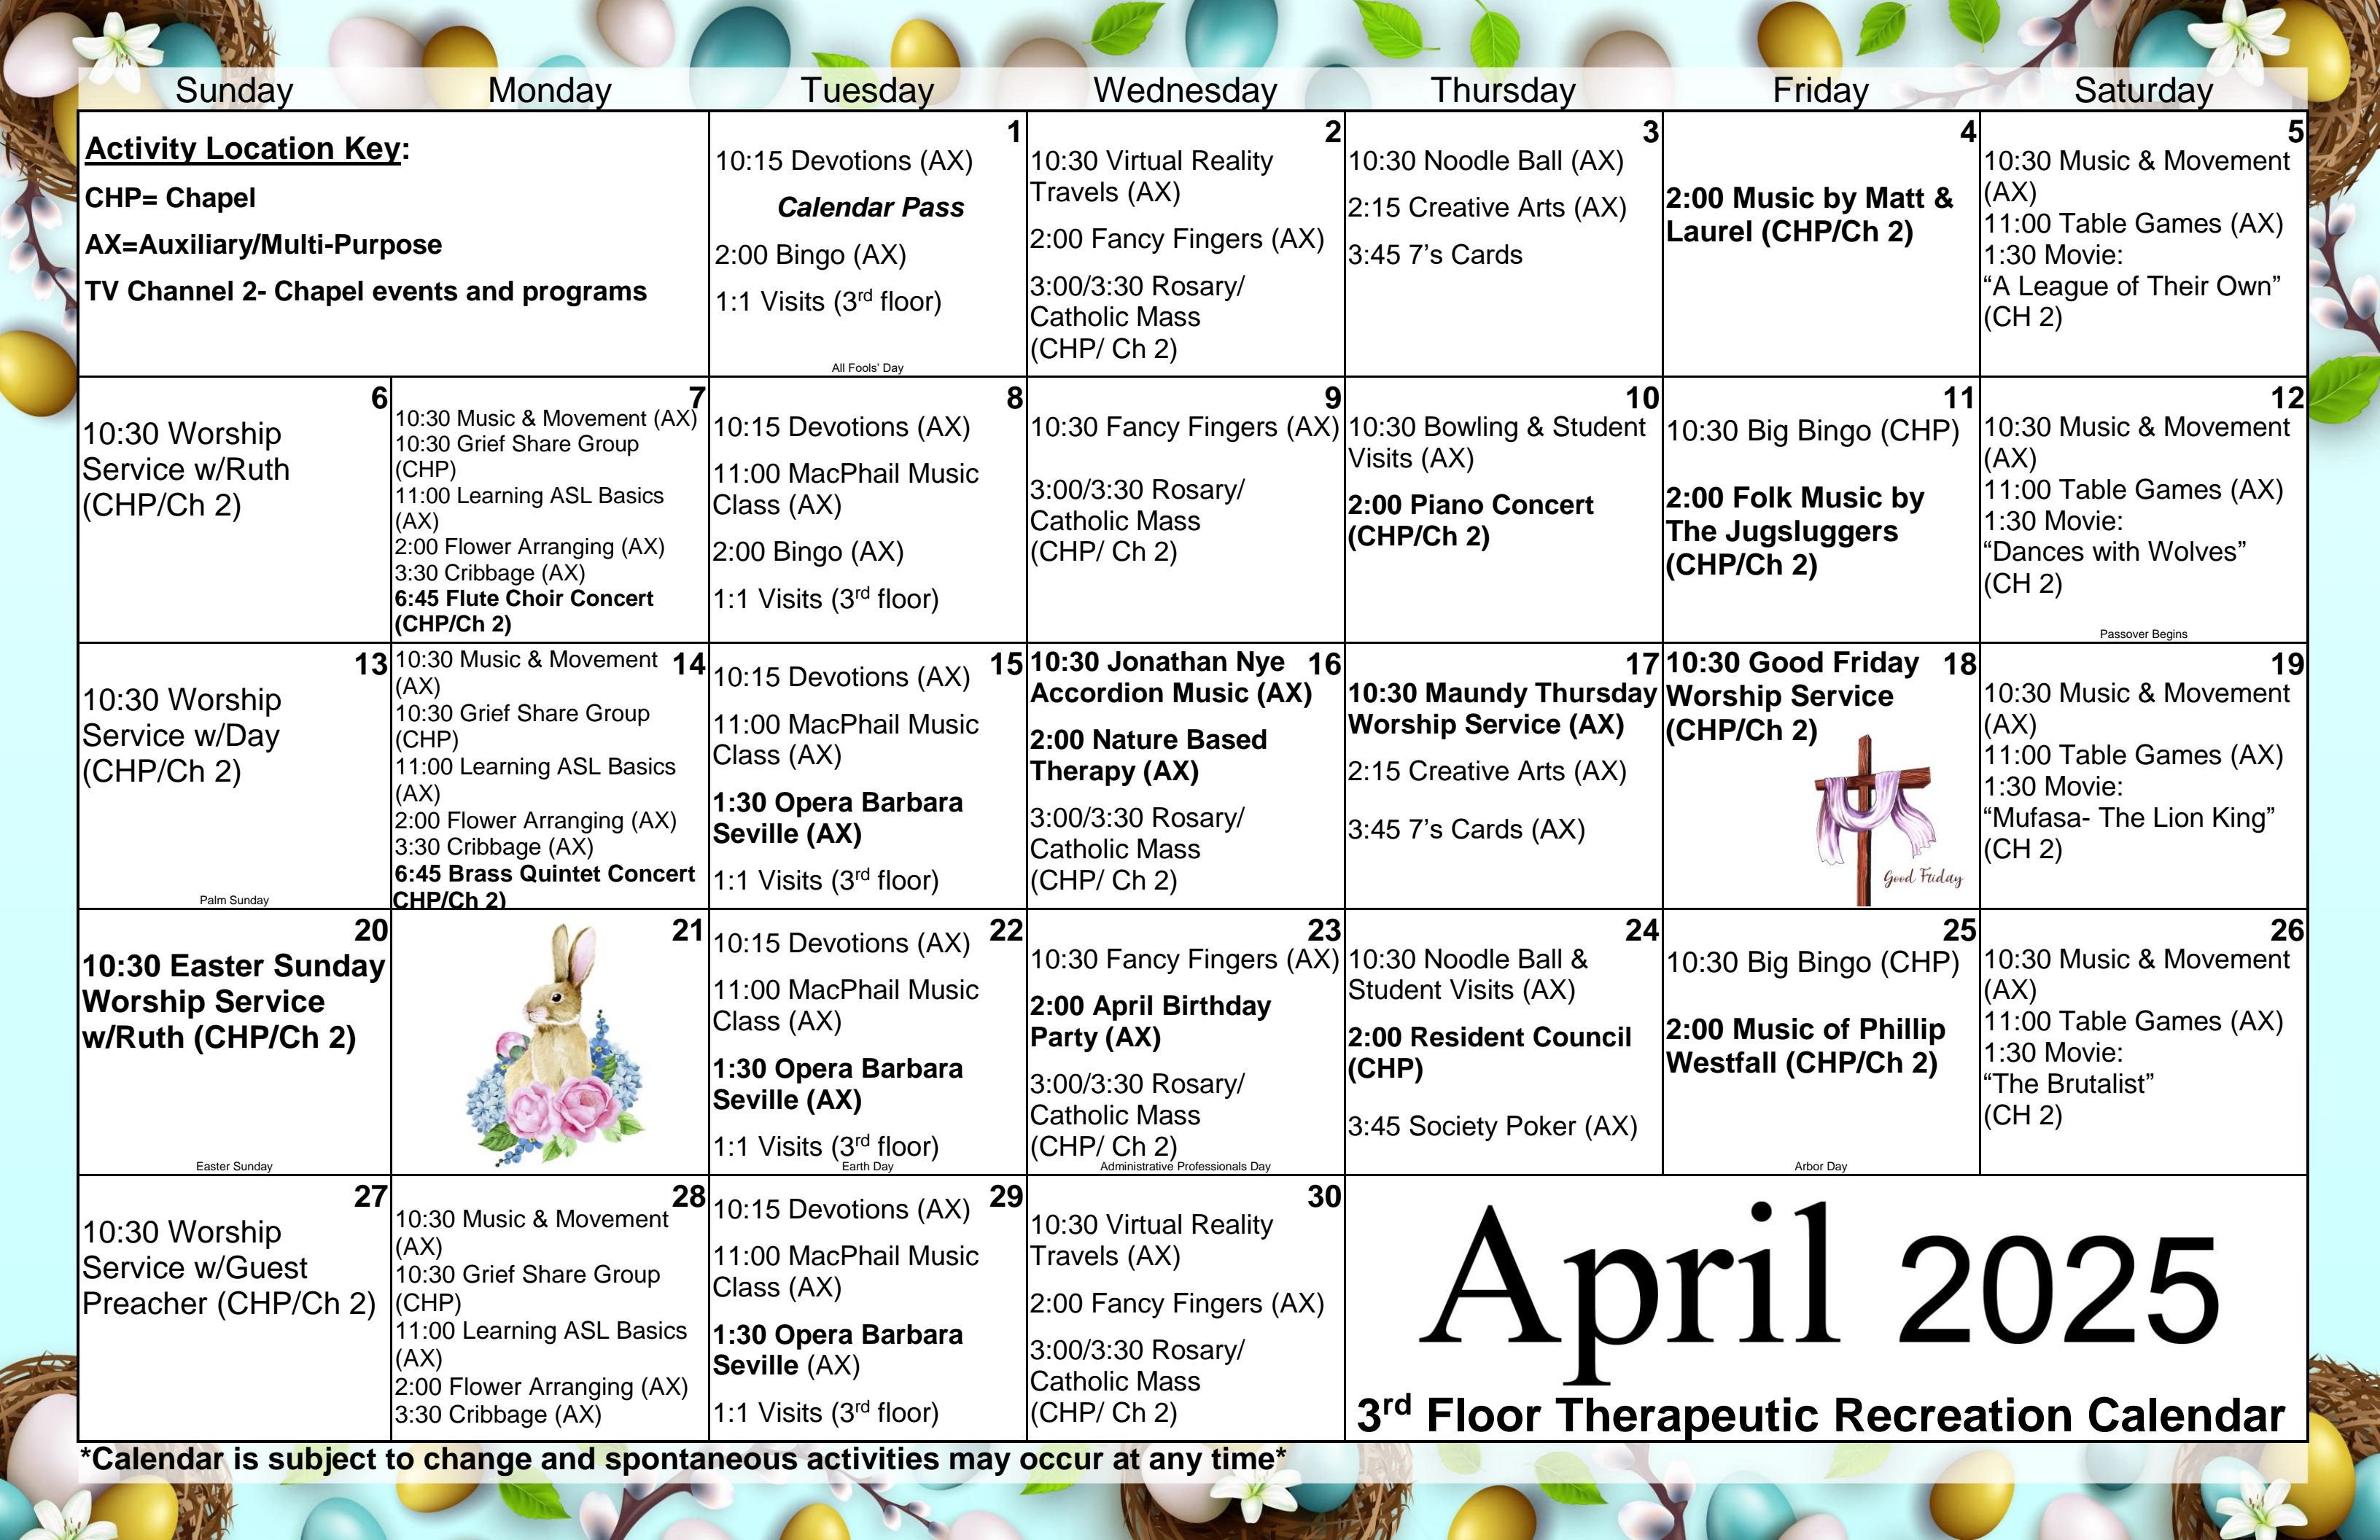 Sunday Monday Tuesday Wednesday Thursday Friday Saturday
Activity Location Key:
CHP= Chapel
AX=Auxiliary/Multi-Purpose
TV Channel 2- Chapel events and programs
1
10:15 Devotions (AX)
Calendar Pass
2:00 Bingo (AX)
1:1 Visits (3rd floor)
All Fools' Day
2
10:30 Virtual Reality
Travels (AX)
2:00 Fancy Fingers (AX)
3:00/3:30 Rosary/
Catholic Mass
(CHP/ Ch 2)
3
10:30 Noodle Ball (AX)
2:15 Creative Arts (AX)
3:45 7’s Cards
4
2:00 Music by Matt &
Laurel (CHP/Ch 2)
5
10:30 Music & Movement
(AX)
11:00 Table Games (AX)
1:30 Movie:
“A League of Their Own”
(CH 2)
6
10:30 Worship
Service w/Ruth
(CHP/Ch 2)
7
10:30 Music & Movement (AX)
10:30 Grief Share Group
(CHP)
11:00 Learning ASL Basics
(AX)
2:00 Flower Arranging (AX)
3:30 Cribbage (AX)
6:45 Flute Choir Concert
(CHP/Ch 2)
8
10:15 Devotions (AX)
11:00 MacPhail Music
Class (AX)
2:00 Bingo (AX)
1:1 Visits (3rd floor)
9
10:30 Fancy Fingers (AX)
3:00/3:30 Rosary/
Catholic Mass
(CHP/ Ch 2)
10
10:30 Bowling & Student
Visits (AX)
2:00 Piano Concert
(CHP/Ch 2)
11
10:30 Big Bingo (CHP)
2:00 Folk Music by
The Jugsluggers
(CHP/Ch 2)
12
10:30 Music & Movement
(AX)
11:00 Table Games (AX)
1:30 Movie:
“Dances with Wolves”
(CH 2)
Passover Begins
13
10:30 Worship
Service w/Day
(CHP/Ch 2)
Palm Sunday
14
10:30 Music & Movement
(AX)
10:30 Grief Share Group
(CHP)
11:00 Learning ASL Basics
(AX)
2:00 Flower Arranging (AX)
3:30 Cribbage (AX)
6:45 Brass Quintet Concert
CHP/Ch 2)
15
10:15 Devotions (AX)
11:00 MacPhail Music
Class (AX)
1:30 Opera Barbara
Seville (AX)
1:1 Visits (3rd floor)
16
10:30 Jonathan Nye
Accordion Music (AX)
2:00 Nature Based
Therapy (AX)
3:00/3:30 Rosary/
Catholic Mass
(CHP/ Ch 2)
17
10:30 Maundy Thursday
Worship Service (AX)
2:15 Creative Arts (AX)
3:45 7’s Cards (AX)
18
10:30 Good Friday
Worship Service
(CHP/Ch 2)
Good Friday
19
10:30 Music & Movement
(AX)
11:00 Table Games (AX)
1:30 Movie:
“Mufasa- The Lion King”
(CH 2)
20
10:30 Easter Sunday
Worship Service
w/Ruth (CHP/Ch 2)
Easter Sunday
21
22
10:15 Devotions (AX)
11:00 MacPhail Music
Class (AX)
1:30 Opera Barbara
Seville (AX)
1:1 Visits (3rd floor)
Earth Day
23
10:30 Fancy Fingers (AX)
2:00 April Birthday
Party (AX)
3:00/3:30 Rosary/
Catholic Mass
(CHP/ Ch 2)
Administrative Professionals Day
24
10:30 Noodle Ball &
Student Visits (AX)
2:00 Resident Council
(CHP)
3:45 Society Poker (AX)
25
10:30 Big Bingo (CHP)
2:00 Music of Phillip
Westfall (CHP/Ch 2)
Arbor Day
26
10:30 Music & Movement
(AX)
11:00 Table Games (AX)
1:30 Movie:
“The Brutalist”
(CH 2)
27
10:30 Worship
Service w/Guest
Preacher (CHP/Ch 2)
28
10:30 Music & Movement
(AX)
10:30 Grief Share Group
(CHP)
11:00 Learning ASL Basics
(AX)
2:00 Flower Arranging (AX)
3:30 Cribbage (AX)
29
10:15 Devotions (AX)
11:00 MacPhail Music
Class (AX)
1:30 Opera Barbara
Seville (AX)
1:1 Visits (3rd floor)
30
10:30 Virtual Reality
Travels (AX)
2:00 Fancy Fingers (AX)
3:00/3:30 Rosary/
Catholic Mass
(CHP/ Ch 2)
April 2025
3rd Floor Therapeutic Recreation Calendar
*Calendar is subject to change and spontaneous activities may occur at any time*